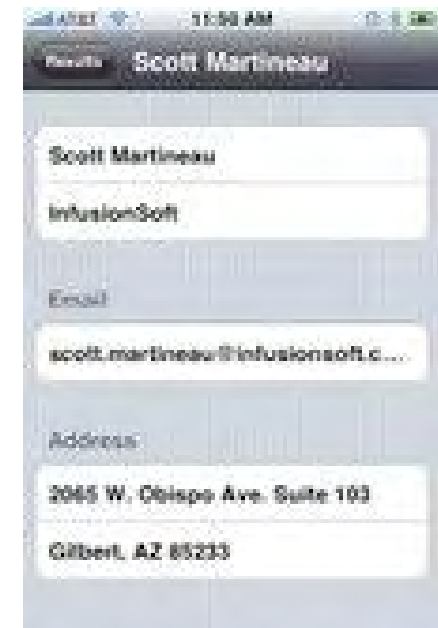 AT&T 11:50 AM
Results Scott Martineau
Scott Martineau
InfusionSoft
Email
scott.martineau@infusionsoft.c...
Address
2065 W. Obispo Ave. Suite 103
Gilbert, AZ 85233